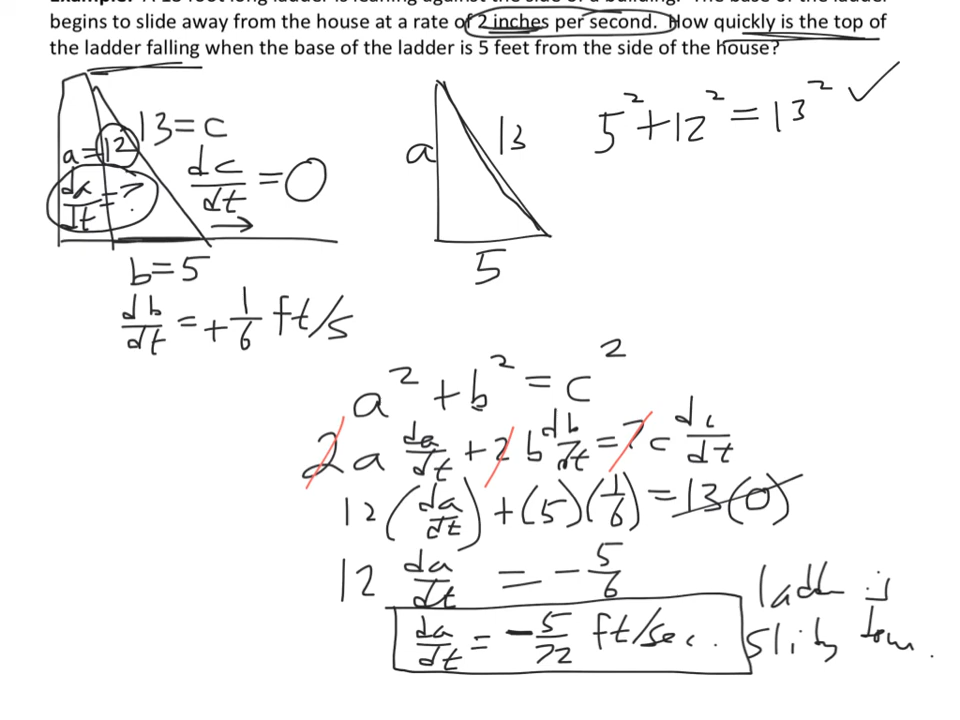 begins to slide away from the house at a rate of 2 inches per second. How quickly is the top of
the ladder falling when the base of the ladder is 5 feet from the side of the house?
13=c
a=12
dc/dt=0
da/dt=?
b=5
db/dt=+1/6 ft/s
a
13
5
5²+12²=13² ✓
a²+b²=c²
2a da/dt+2b db/dt=2c dc/dt
12(da/dt)+(5)(1/6)=13(0)
12 da/dt=-5/6
da/dt=-5/72 ft/sec.
is
down.